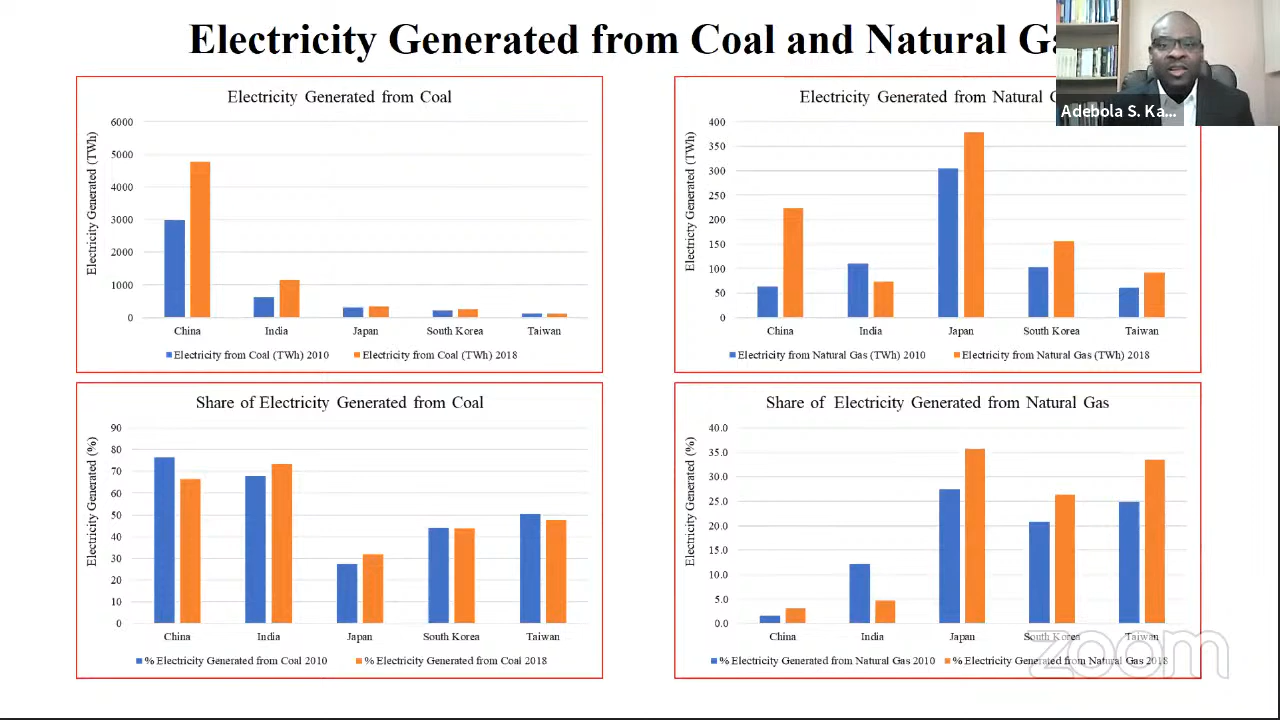 Electricity Generated from Coal and Natural
Adebola S. Ka...
Electricity Generated from Coal
Electricity Generated (TWh)
6000
5000
4000
3000
2000
1000
0
China India Japan South Korea Taiwan
Electricity from Coal (TWh) 2010 Electricity from Coal (TWh) 2018
Electricity Generated from Natural
Electricty Generated (TWh)
400
350
300
250
200
150
100
50
0
China India Japan South Korea Taiwan
Electricity from Natural Gas (TWh) 2010 Electricity from Natural Gas (TWh) 2018
Share of Electricity Generated from Coal
Electricity Generated (%)
90
80
70
60
50
40
30
20
10
0
China India Japan South Korea Taiwan
% Electricity Generated from Coal 2010 % Electricity Generated from Coal 2018
Share of Electricity Generated from Natural Gas
Electricity Generated (%)
40.0
35.0
30.0
25.0
20.0
15.0
10.0
5.0
0.0
China India Japan South Korea Taiwan
% Electricity Generated from Natural Gas 2010 % Electricity Generated from Natural Gas 2018
zoom